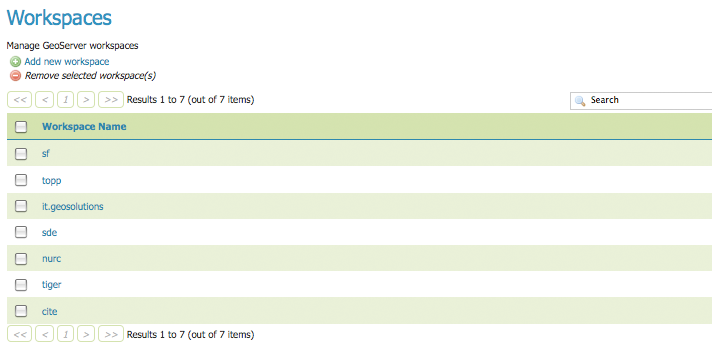 Workspaces
Manage GeoServer workspaces
Add new workspace
Remove selected workspace(s)
<< < 1 > >> Results 1 to 7 (out of 7 items) Search
Workspace Name
sf
topp
it.geosolutions
sde
nurc
tiger
cite
<< < 1 > >> Results 1 to 7 (out of 7 items)